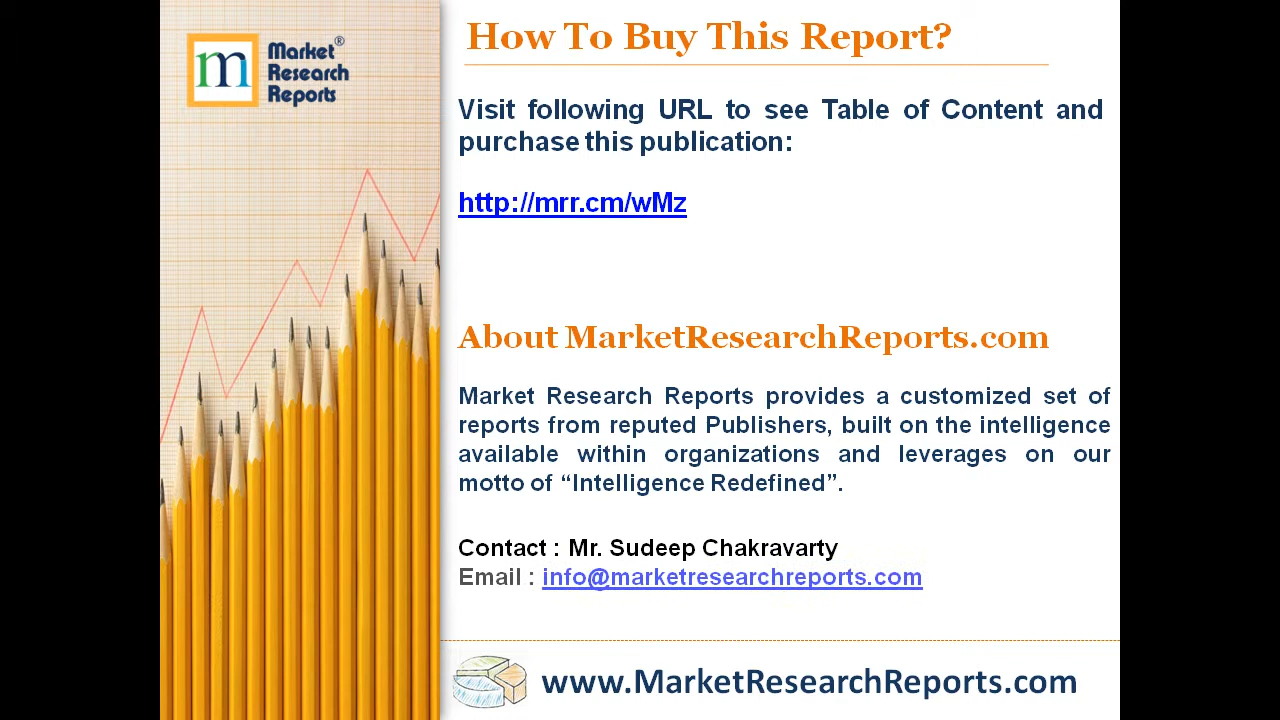 m
Market®
Research
Reports
How To Buy This Report?
Visit following URL to see Table of Content and
purchase this publication:
http://mrr.cm/wMz
About MarketResearchReports.com
Market Research Reports provides a customized set of
reports from reputed Publishers, built on the intelligence
available within organizations and leverages on our
motto of “Intelligence Redefined”.
Contact : Mr. Sudeep Chakravarty
Email : info@marketresearchreports.com
www.MarketResearchReports.com